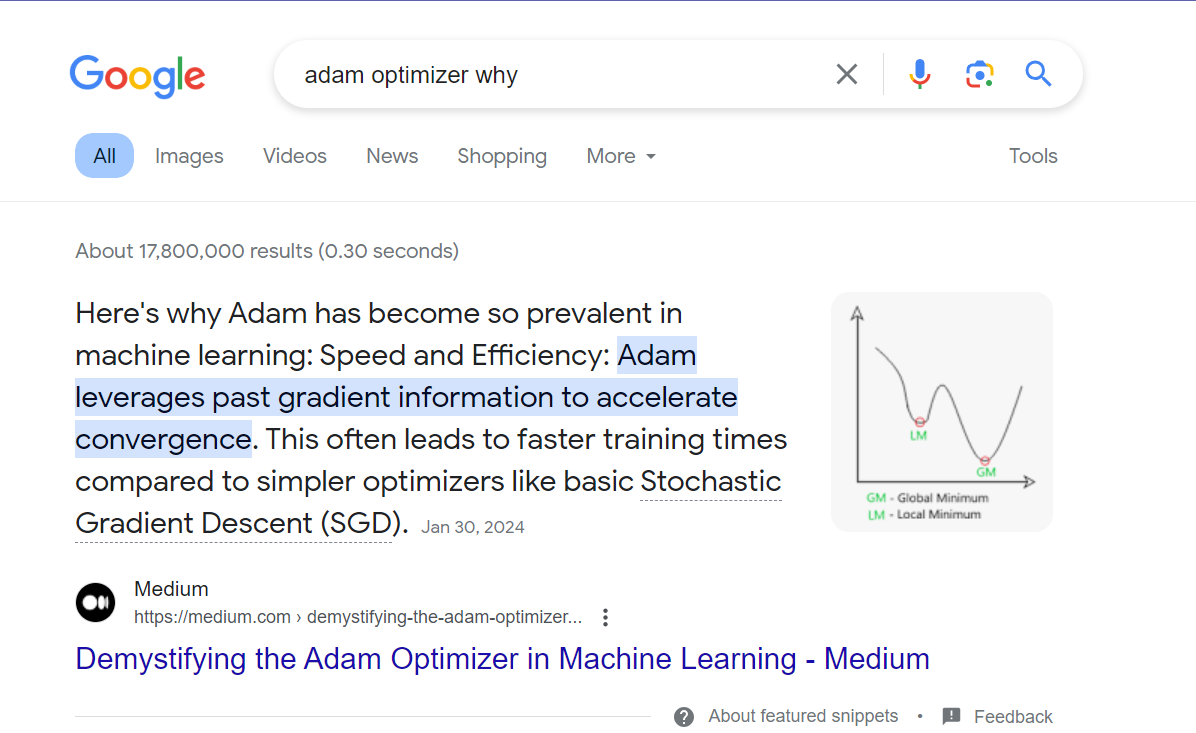 Google
adam optimizer why
All Images Videos News Shopping More Tools
About 17,800,000 results (0.30 seconds)
Here's why Adam has become so prevalent in
machine learning: Speed and Efficiency: Adam
leverages past gradient information to accelerate
convergence. This often leads to faster training times
compared to simpler optimizers like basic Stochastic
Gradient Descent (SGD). Jan 30, 2024
LM
GM
GM - Global Minimum
LM - Local Minimum
Medium
https://medium.com › demystifying-the-adam-optimizer...
Demystifying the Adam Optimizer in Machine Learning - Medium
About featured snippets • Feedback